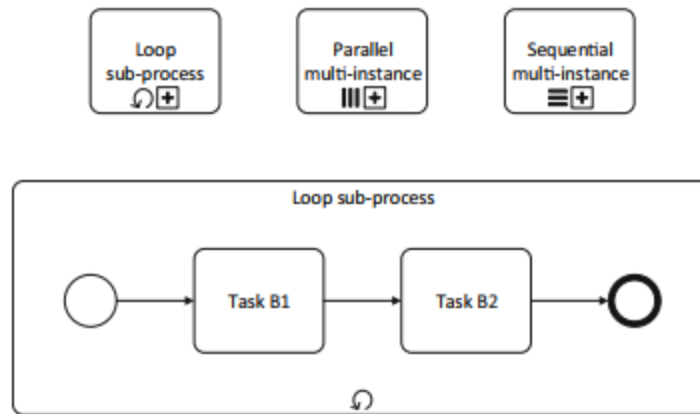 Loop
sub-process
Parallel
multi-instance
Sequential
multi-instance
Loop sub-process
Task B1
Task B2